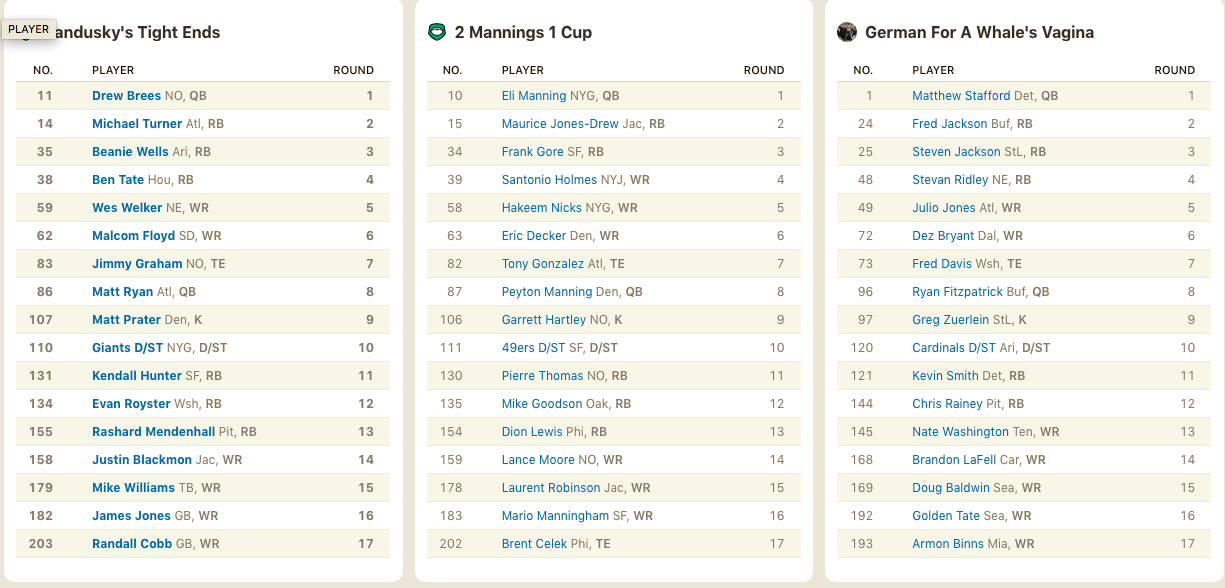 PLAYER
andusky's Tight Ends
NO. PLAYER ROUND
11 Drew Brees NO, QB 1
14 Michael Turner Atl, RB 2
35 Beanie Wells Ari, RB 3
38 Ben Tate Hou, RB 4
59 Wes Welker NE, WR 5
62 Malcom Floyd SD, WR 6
83 Jimmy Graham NO, TE 7
86 Matt Ryan Atl, QB 8
107 Matt Prater Den, K 9
110 Giants D/ST NYG, D/ST 10
131 Kendall Hunter SF, RB 11
134 Evan Royster Wsh, RB 12
155 Rashard Mendenhall Pit, RB 13
158 Justin Blackmon Jac, WR 14
179 Mike Williams TB, WR 15
182 James Jones GB, WR 16
203 Randall Cobb GB, WR 17
2 Mannings 1 Cup
NO. PLAYER ROUND
10 Eli Manning NYG, QB 1
15 Maurice Jones-Drew Jac, RB 2
34 Frank Gore SF, RB 3
39 Santonio Holmes NYJ, WR 4
58 Hakeem Nicks NYG, WR 5
63 Eric Decker Den, WR 6
82 Tony Gonzalez Atl, TE 7
87 Peyton Manning Den, QB 8
106 Garrett Hartley NO, K 9
111 49ers D/ST SF, D/ST 10
130 Pierre Thomas NO, RB 11
135 Mike Goodson Oak, RB 12
154 Dion Lewis Phi, RB 13
159 Lance Moore NO, WR 14
178 Laurent Robinson Jac, WR 15
183 Mario Manningham SF, WR 16
202 Brent Celek Phi, TE 17
German For A Whale's Vagina
NO. PLAYER ROUND
1 Matthew Stafford Det, QB 1
24 Fred Jackson Buf, RB 2
25 Steven Jackson StL, RB 3
48 Stevan Ridley NE, RB 4
49 Julio Jones Atl, WR 5
72 Dez Bryant Dal, WR 6
73 Fred Davis Wsh, TE 7
96 Ryan Fitzpatrick Buf, QB 8
97 Greg Zuerlein StL, K 9
120 Cardinals D/ST Ari, D/ST 10
121 Kevin Smith Det, RB 11
144 Chris Rainey Pit, RB 12
145 Nate Washington Ten, WR 13
168 Brandon LaFell Car, WR 14
169 Doug Baldwin Sea, WR 15
192 Golden Tate Sea, WR 16
193 Armon Binns Mia, WR 17